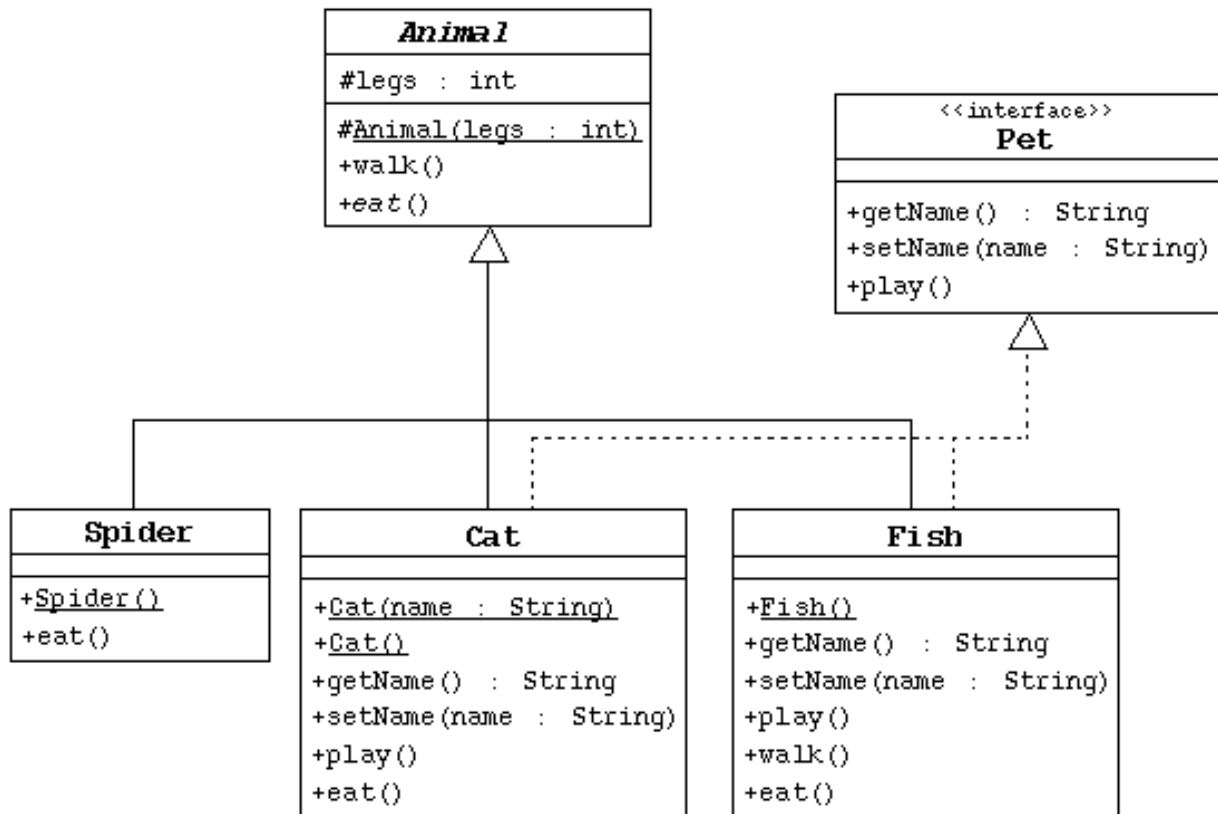 Animal
#legs : int
#Animal(legs : int)
+walk()
+eat()
<<interface>>
Pet
+getName() : String
+setName(name : String)
+play()
Spider
+Spider()
+eat()
Cat
+Cat(name : String)
+Cat()
+getName() : String
+setName(name : String)
+play()
+eat()
Fish
+Fish()
+getName() : String
+setName(name : String)
+play()
+walk()
+eat()